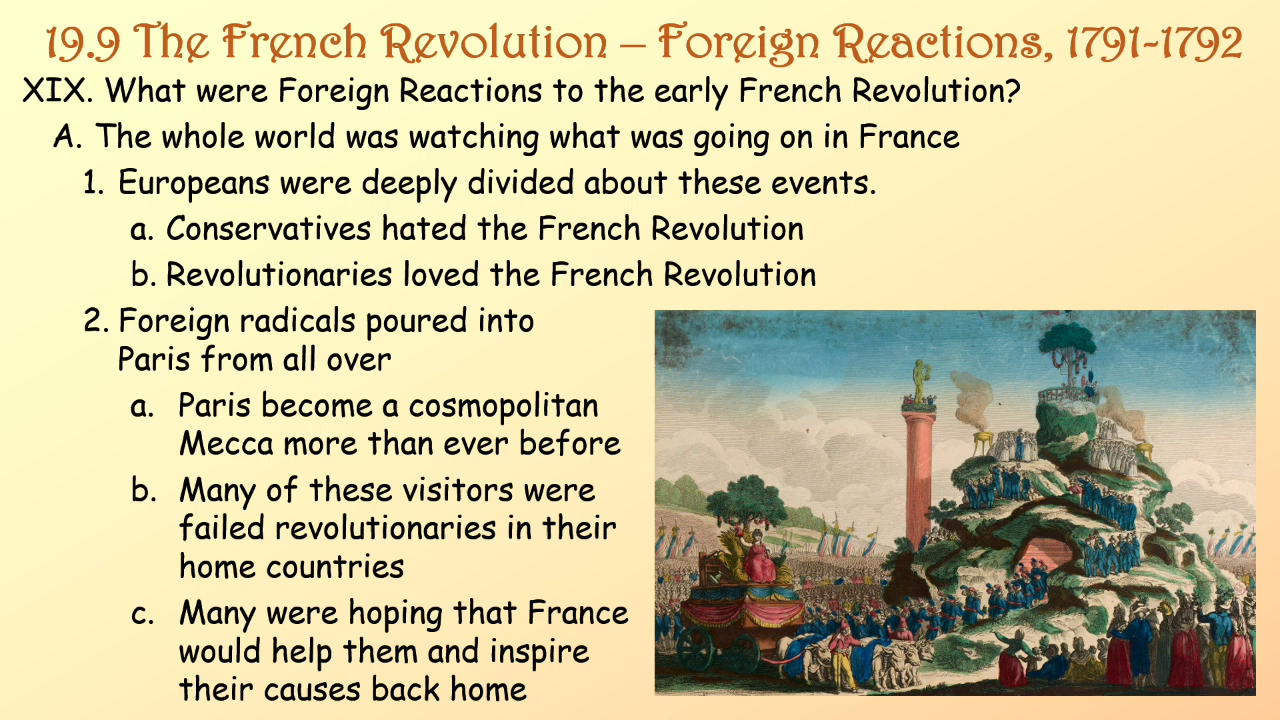 19.9 The French Revolution – Foreign Reactions, 1791-1792
XIX. What were Foreign Reactions to the early French Revolution?
A. The whole world was watching what was going on in France
1. Europeans were deeply divided about these events.
a. Conservatives hated the French Revolution
b. Revolutionaries loved the French Revolution
2. Foreign radicals poured into
Paris from all over
a. Paris become a cosmopolitan
Mecca more than ever before
b. Many of these visitors were
failed revolutionaries in their
home countries
c. Many were hoping that France
would help them and inspire
their causes back home